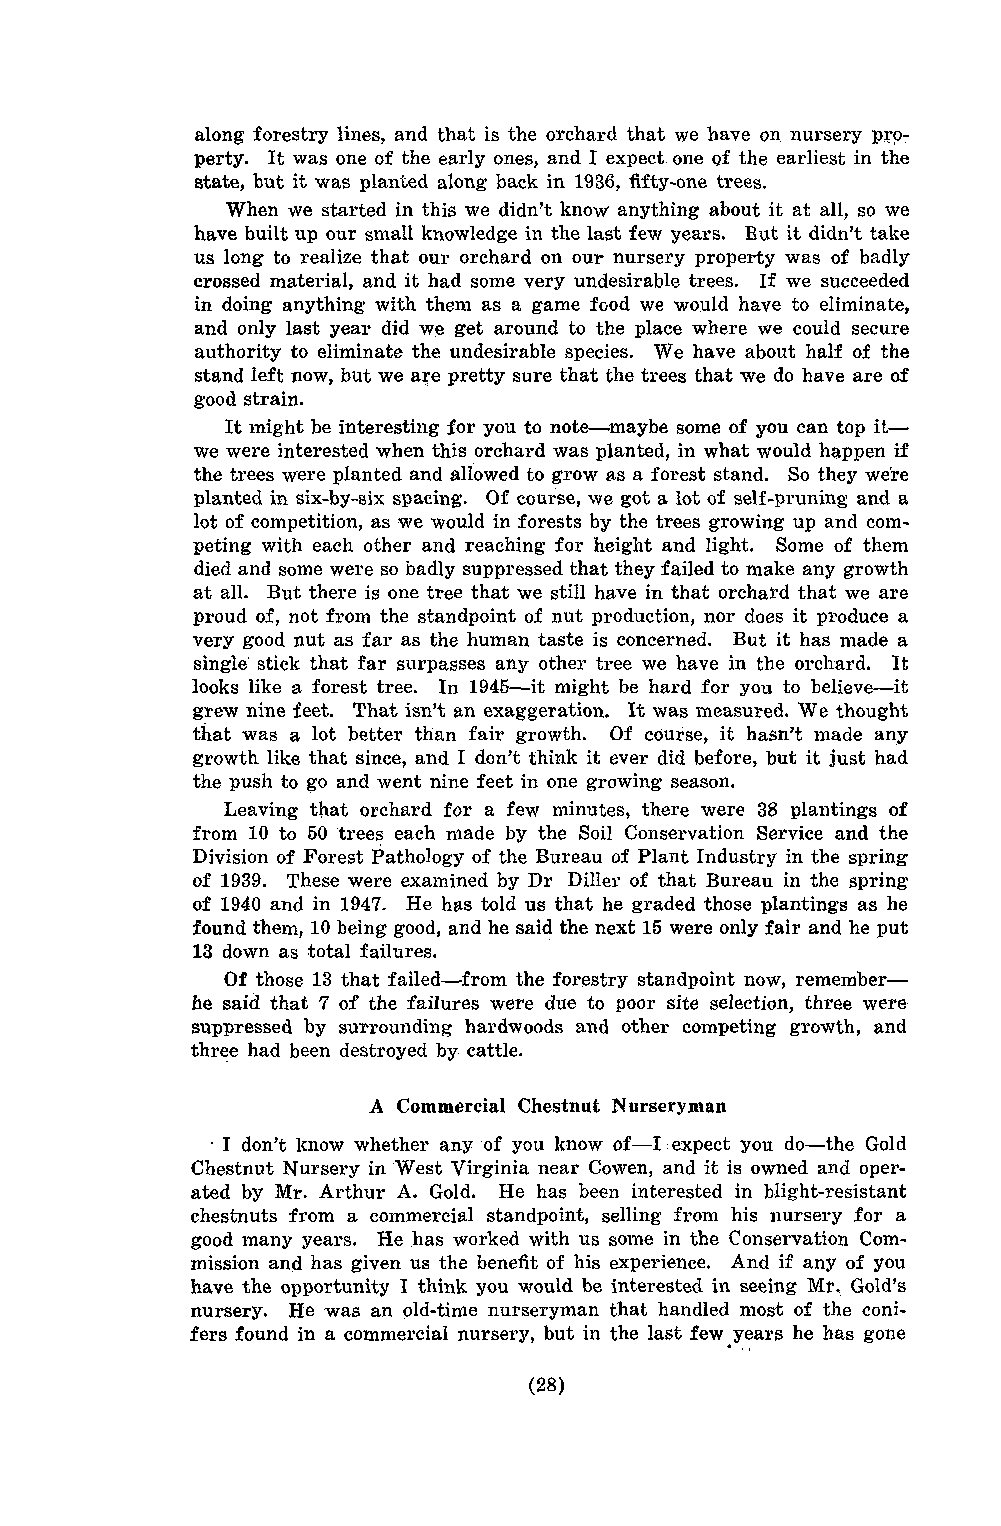 along forestry lines, and that is the orchard that we have on nursery pro-
perty. It was one of the early ones, and I expect one of the earliest in the
state, but it was planted along back in 1936, fifty-one trees.
When we started in this we didn't know anything about it at all, so we
have built up our small knowledge in the last few years. But it didn't take
us long to realize that our orchard on our nursery property was of badly
crossed material, and it had some very undesirable trees. If we succeeded
in doing anything with them as a game food we would have to eliminate,
and only last year did we get around to the place where we could secure
authority to eliminate the undesirable species. We have about half of the
stand left now, but we are pretty sure that the trees that we do have are of
good strain.
It might be interesting for you to note—maybe some of you can top it—
we were interested when this orchard was planted, in what would happen if
the trees were planted and allowed to grow as a forest stand. So they were
planted in six-by-six spacing. Of course, we got a lot of self-pruning and a
lot of competition, as we would in forests by the trees growing up and com-
peting with each other and reaching for height and light. Some of them
died and some were so badly suppressed that they failed to make any growth
at all. But there is one tree that we still have in that orchard that we are
proud of, not from the standpoint of nut production, nor does it produce a
very good nut as far as the human taste is concerned. But it has made a
single stick that far surpasses any other tree we have in the orchard. It
looks like a forest tree. In 1945—it might be hard for you to believe—it
grew nine feet. That isn't an exaggeration. It was measured. We thought
that was a lot better than fair growth. Of course, it hasn't made any
growth like that since, and I don't think it ever did before, but it just had
the push to go and went nine feet in one growing season.
Leaving that orchard for a few minutes, there were 38 plantings of
from 10 to 50 trees each made by the Soil Conservation Service and the
Division of Forest Pathology of the Bureau of Plant Industry in the spring
of 1939. These were examined by Dr Diller of that Bureau in the spring
of 1940 and in 1947. He has told us that he graded those plantings as he
found them, 10 being good, and he said the next 15 were only fair and he put
13 down as total failures.
Of those 13 that failed—from the forestry standpoint now, remember—
he said that 7 of the failures were due to poor site selection, three were
suppressed by surrounding hardwoods and other competing growth, and
three had been destroyed by cattle.
A Commercial Chestnut Nurseryman
I don't know whether any of you know of—I expect you do—the Gold
Chestnut Nursery in West Virginia near Cowen, and it is owned and oper-
ated by Mr. Arthur A. Gold. He has been interested in blight-resistant
chestnuts from a commercial standpoint, selling from his nursery for a
good many years. He has worked with us some in the Conservation Com-
mission and has given us the benefit of his experience. And if any of you
have the opportunity I think you would be interested in seeing Mr. Gold's
nursery. He was an old-time nurseryman that handled most of the coni-
fers found in a commercial nursery, but in the last few years he has gone
(28)